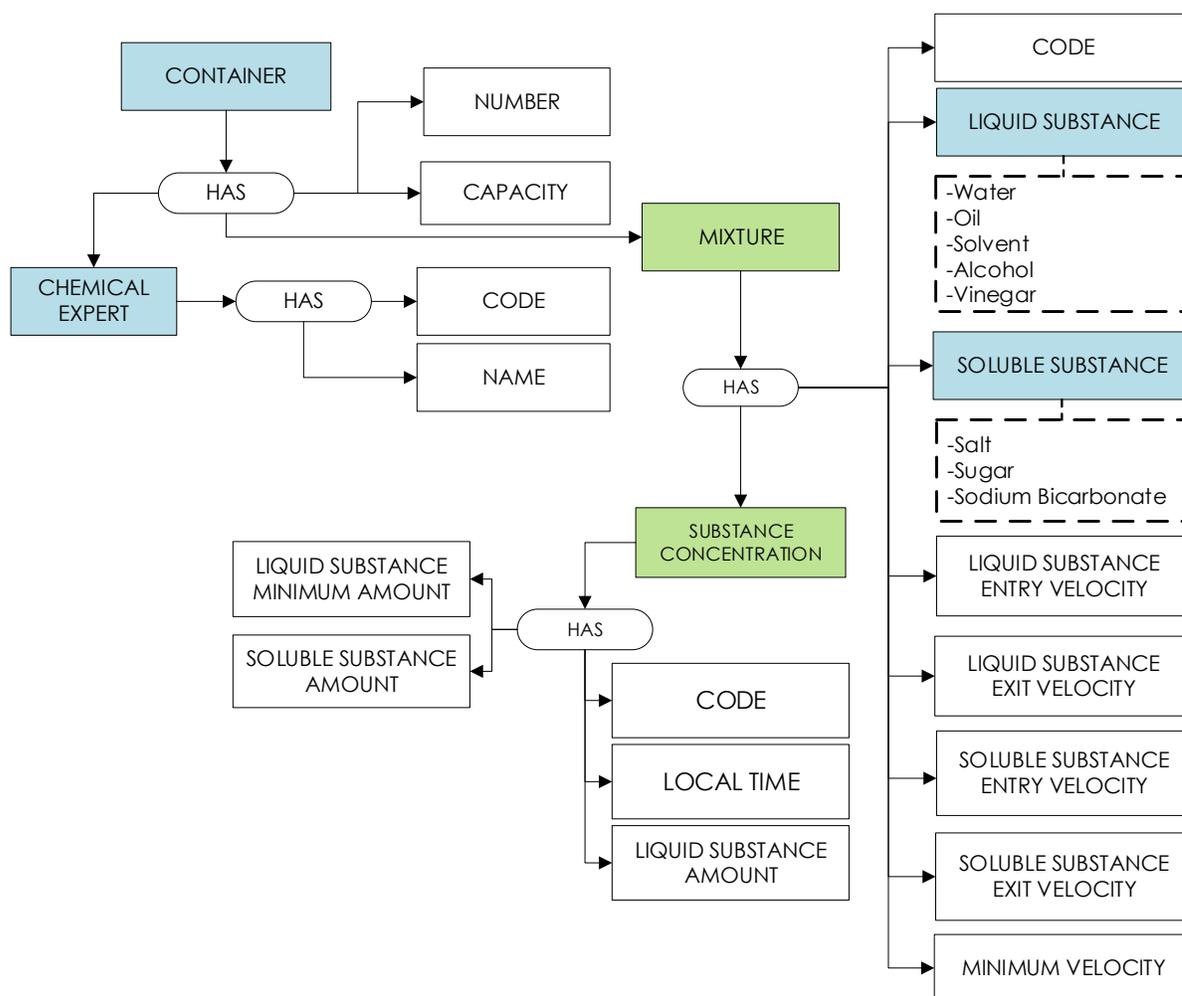 CONTAINER
NUMBER
HAS
CAPACITY
CHEMICAL
EXPERT
HAS
CODE
NAME
MIXTURE
HAS
CODE
LIQUID SUBSTANCE
-Water
-Oil
-Solvent
-Alcohol
-Vinegar
SOLUBLE SUBSTANCE
-Salt
-Sugar
-Sodium Bicarbonate
LIQUID SUBSTANCE
ENTRY VELOCITY
LIQUID SUBSTANCE
EXIT VELOCITY
SOLUBLE SUBSTANCE
ENTRY VELOCITY
SOLUBLE SUBSTANCE
EXIT VELOCITY
MINIMUM VELOCITY
SUBSTANCE
CONCENTRATION
HAS
LIQUID SUBSTANCE
MINIMUM AMOUNT
SOLUBLE SUBSTANCE
AMOUNT
CODE
LOCAL TIME
LIQUID SUBSTANCE
AMOUNT